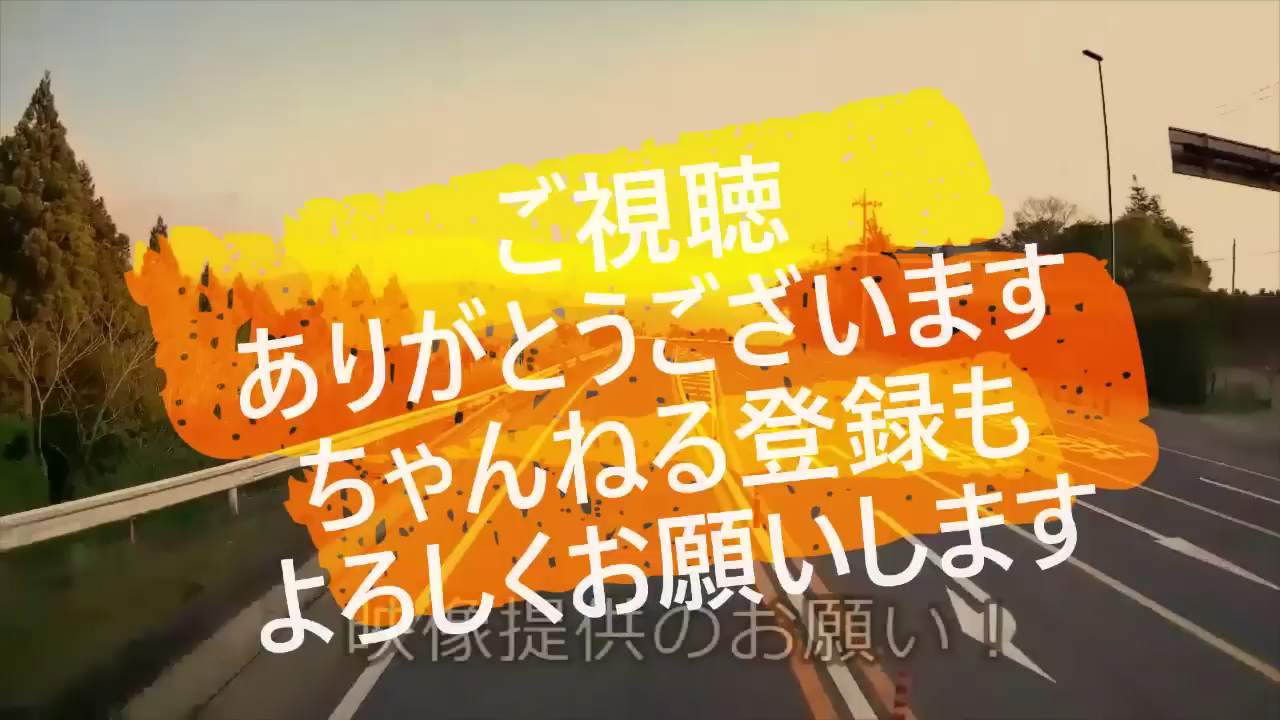 ご視聴
ありがとうございます
ちゃんねる登録も
よろしくお願いします
映像提供のお願い！